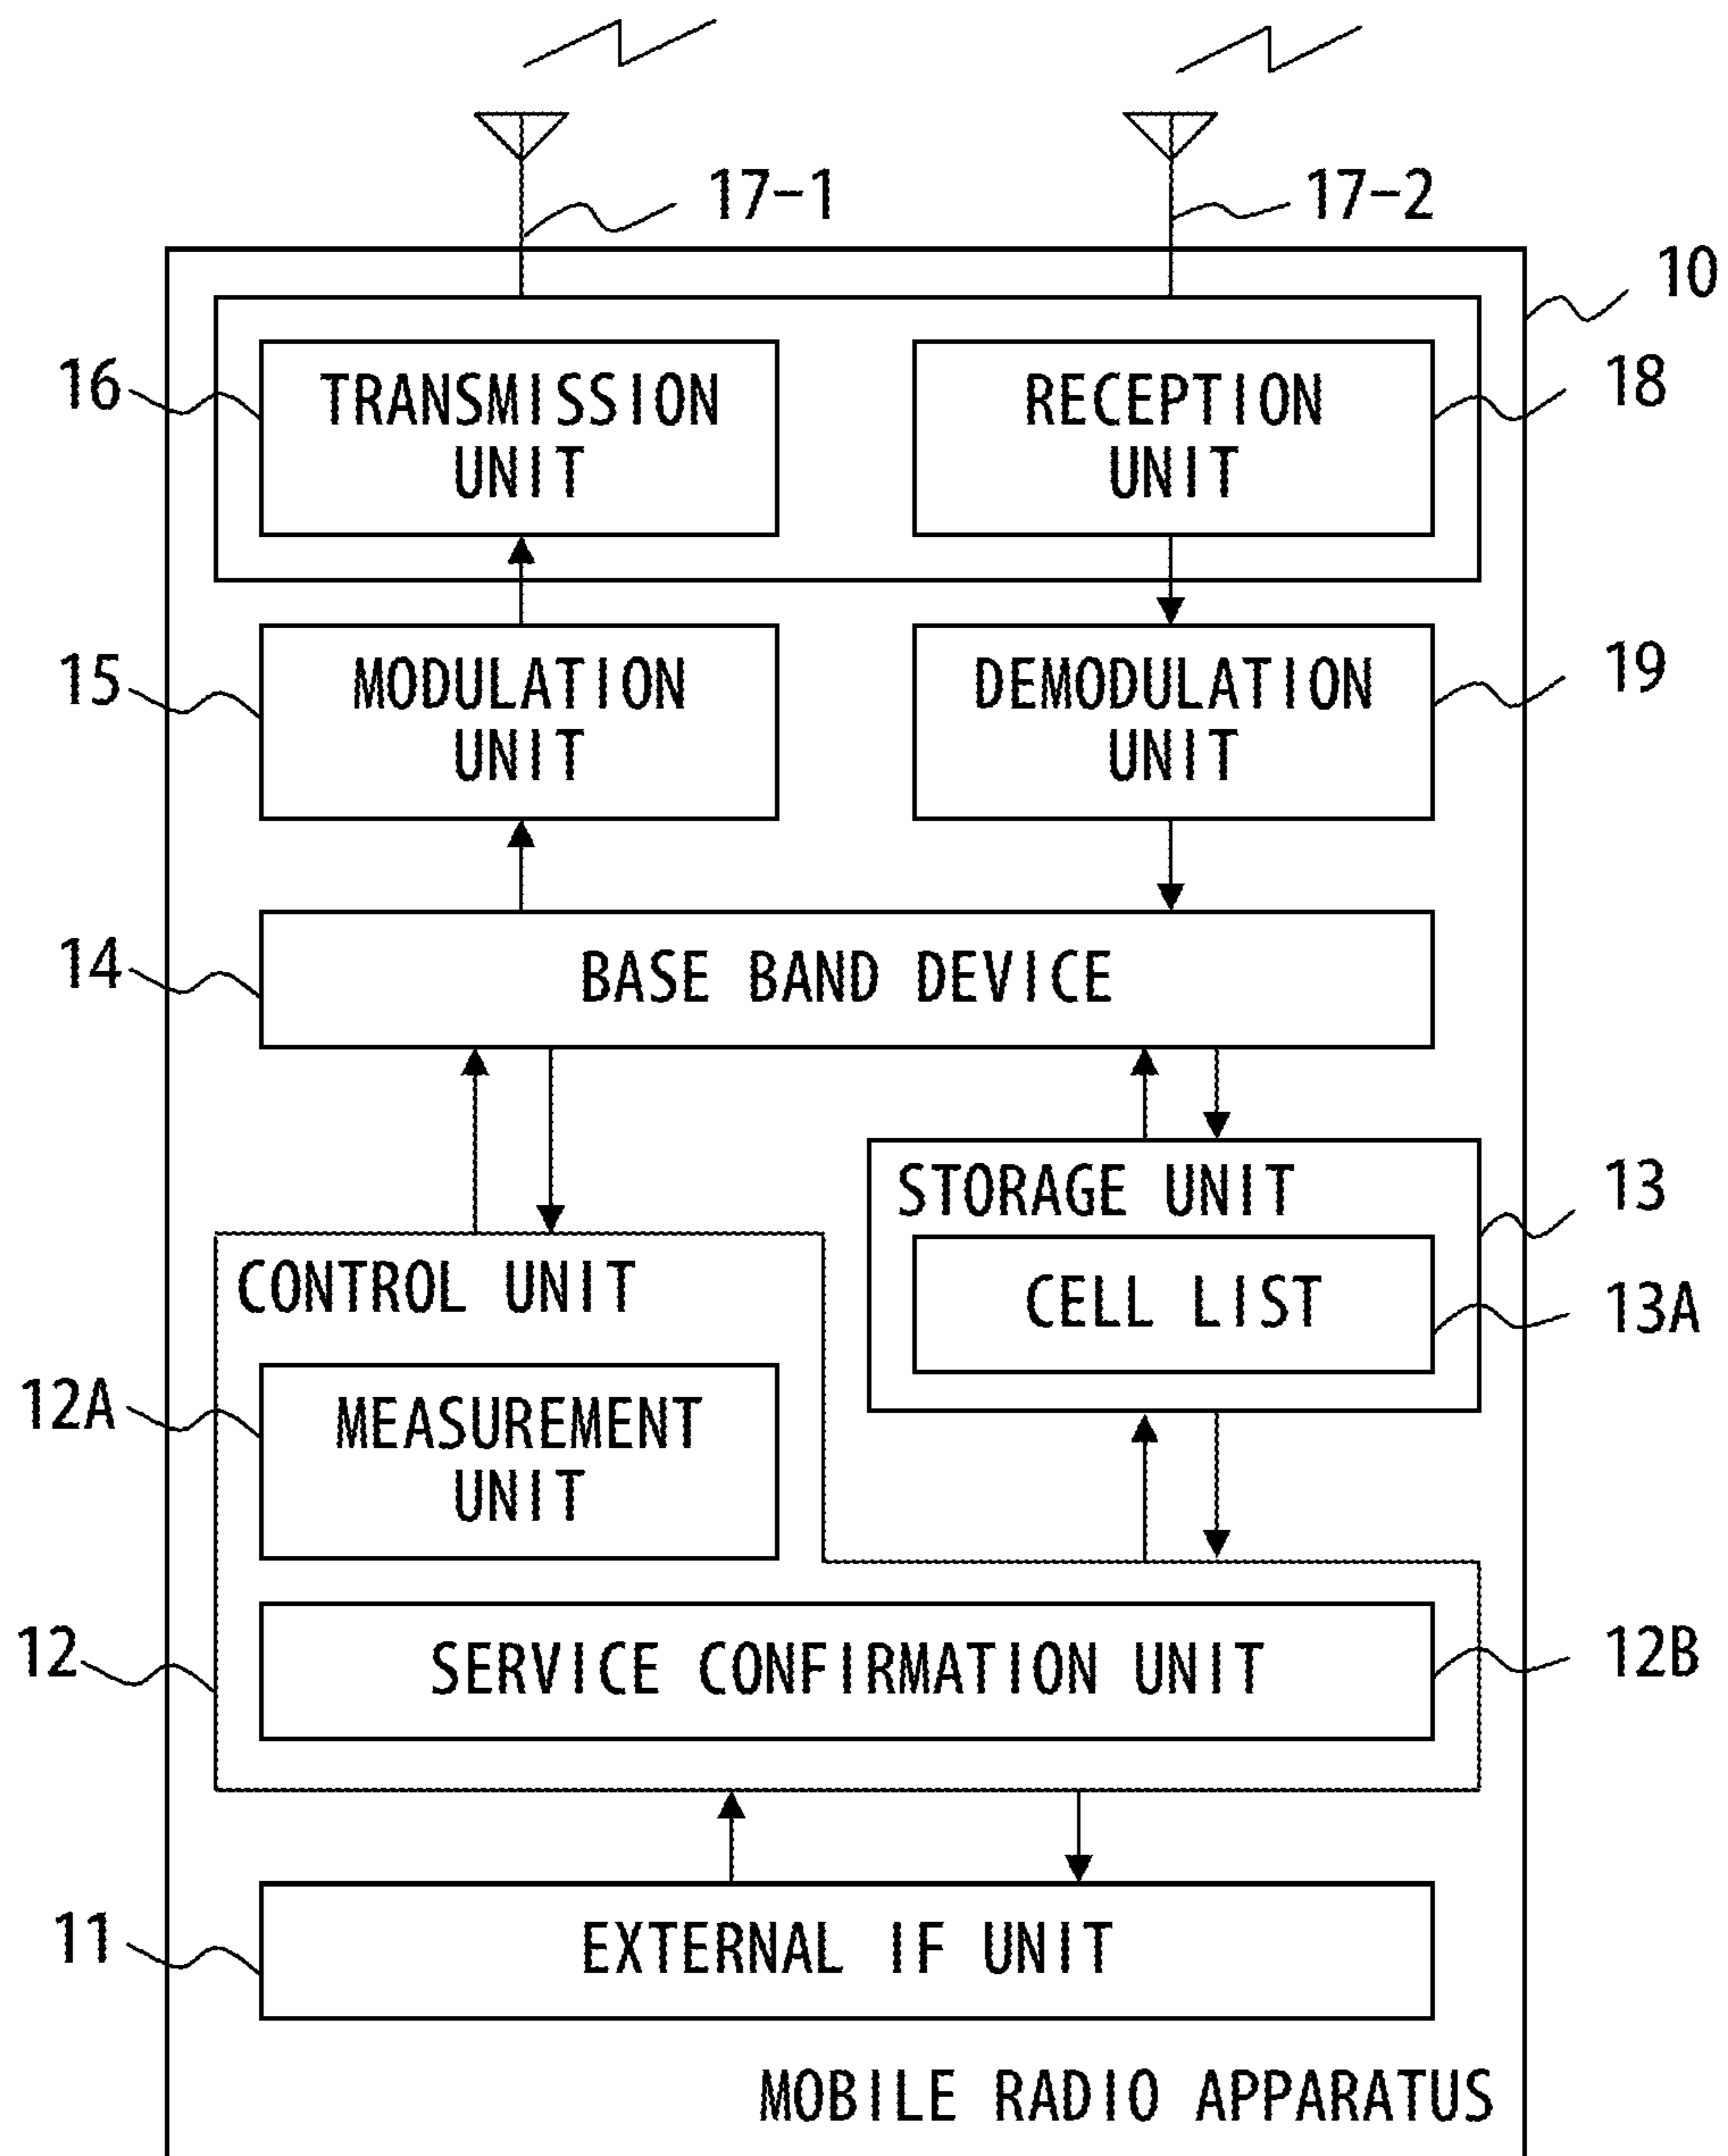 17-1
17-2
10
16
TRANSMISSION
UNIT
RECEPTION
UNIT
18
15
MODULATION
UNIT
DEMODULATION
UNIT
19
14
BASE BAND DEVICE
STORAGE UNIT
13
CELL LIST
13A
CONTROL UNIT
12A
MEASUREMENT
UNIT
12
SERVICE CONFIRMATION UNIT
12B
11
EXTERNAL IF UNIT
MOBILE RADIO APPARATUS